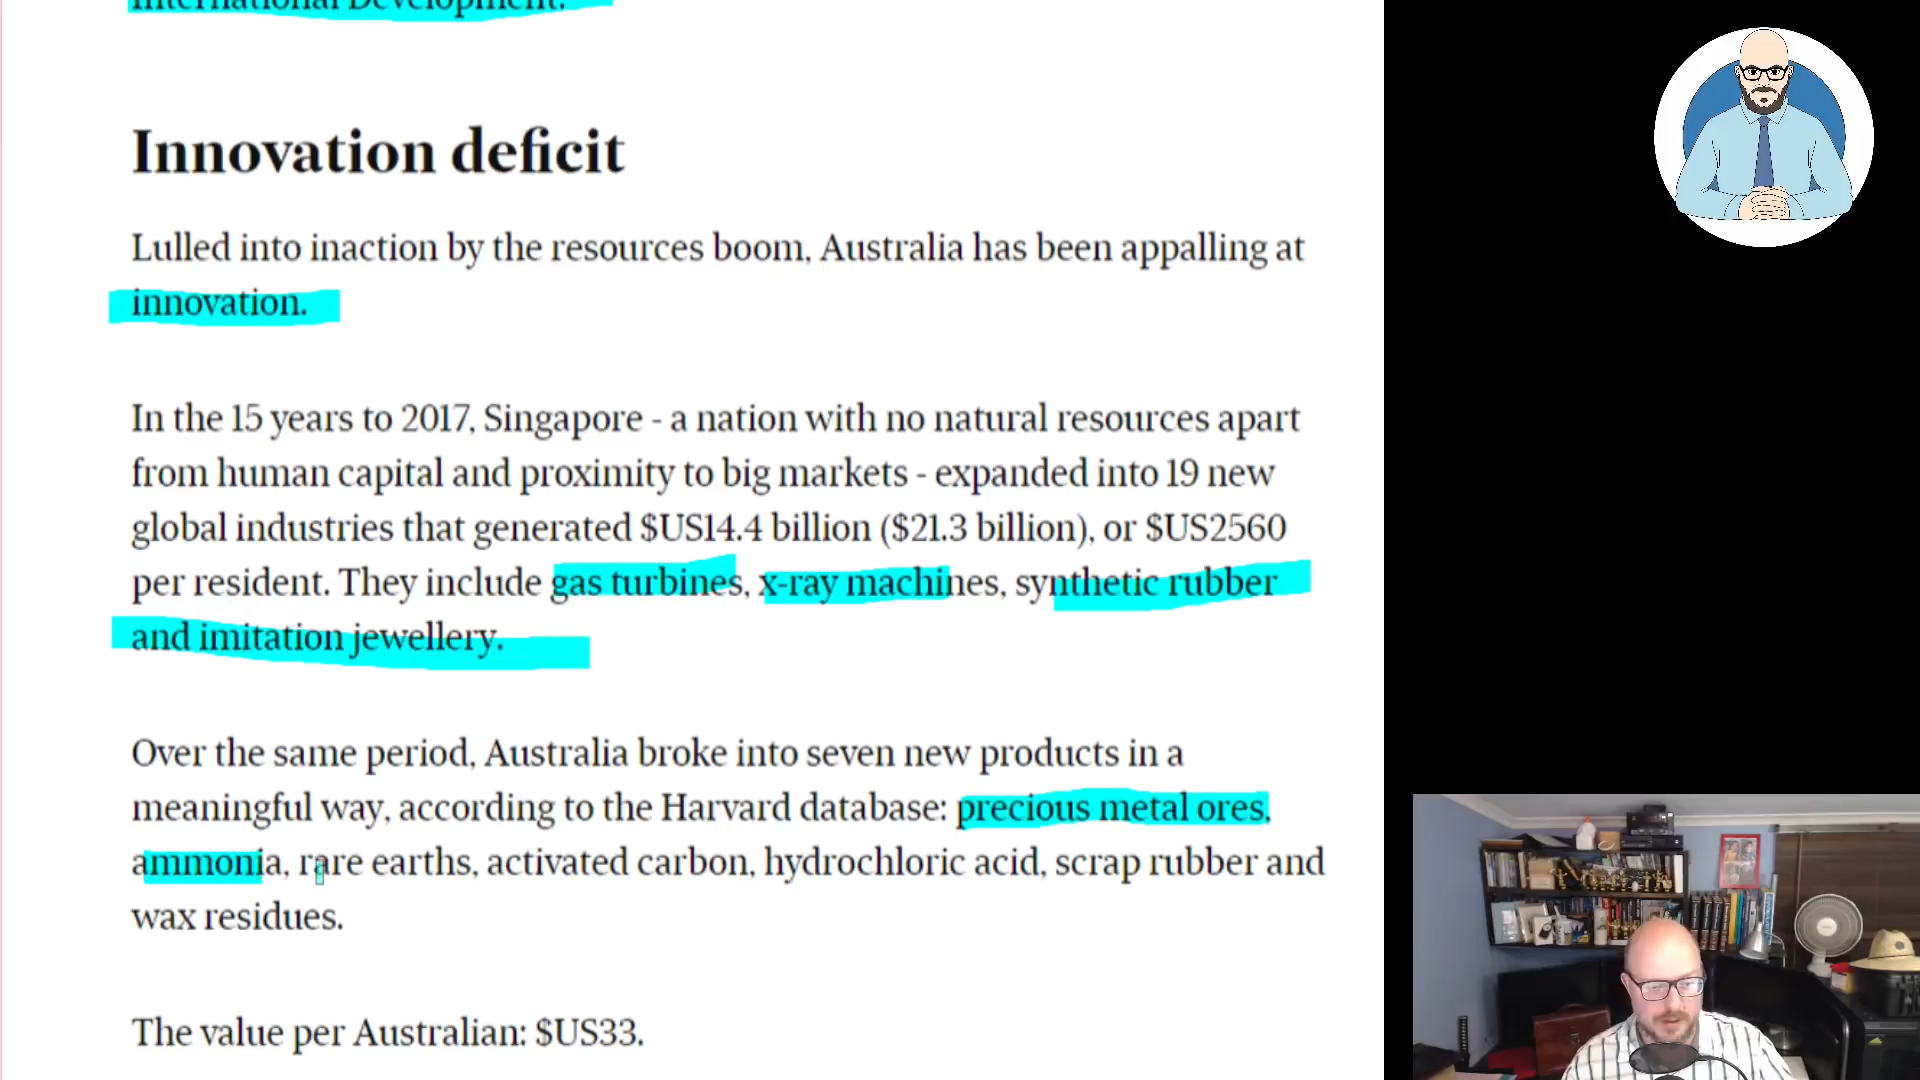 International Development.
Innovation deficit
Lulled into inaction by the resources boom, Australia has been appalling at
innovation.
In the 15 years to 2017, Singapore - a nation with no natural resources apart
from human capital and proximity to big markets - expanded into 19 new
global industries that generated $US14.4 billion ($21.3 billion), or $US2560
per resident. They include gas turbines, x-ray machines, synthetic rubber
and imitation jewellery.
Over the same period, Australia broke into seven new products in a
meaningful way, according to the Harvard database: precious metal ores,
ammonia, rare earths, activated carbon, hydrochloric acid, scrap rubber and
wax residues.
The value per Australian: $US33.